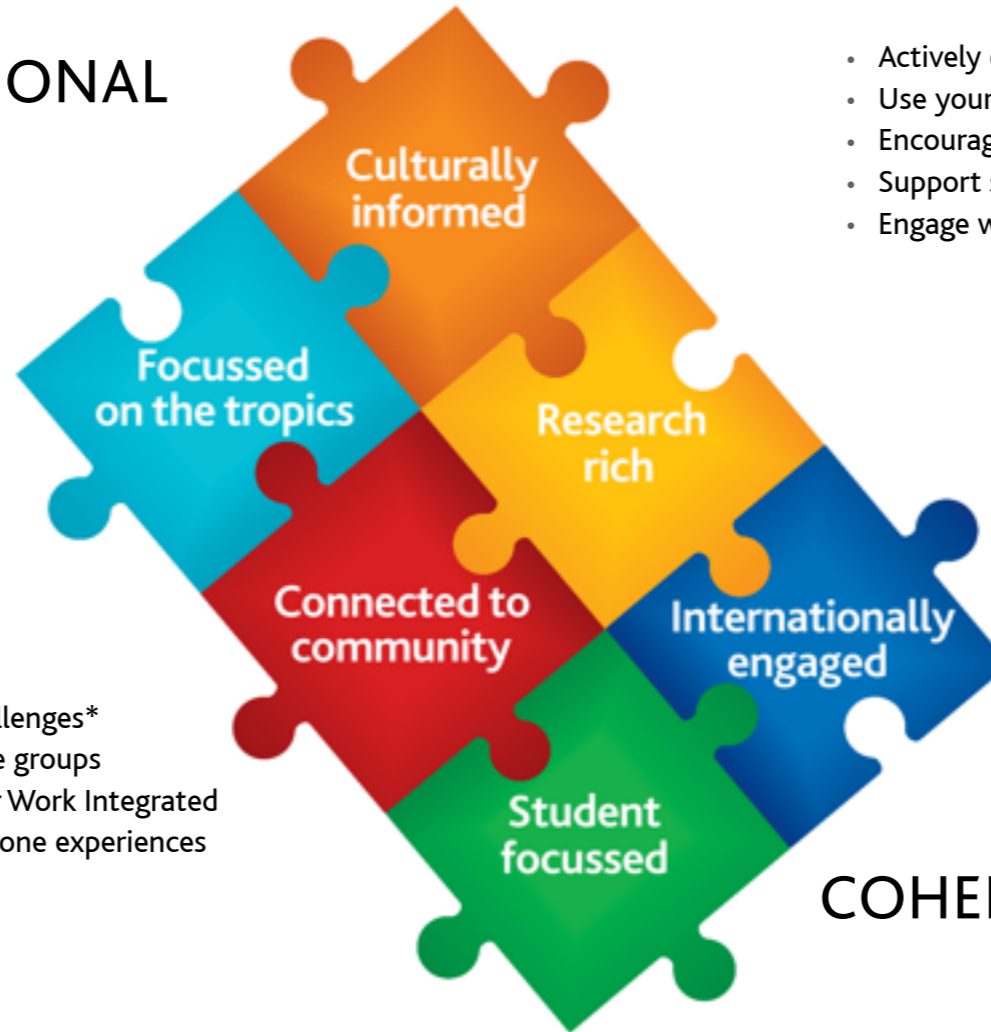 ONAL
• Actively
• Use your
• Encourag
• Support
• Engage w
Culturally
informed
Focussed
on the tropics
Research
rich
Connected to
community
Internationally
engaged
llenges*
e groups
Work Integrated
one experiences
Student
focussed
COHE